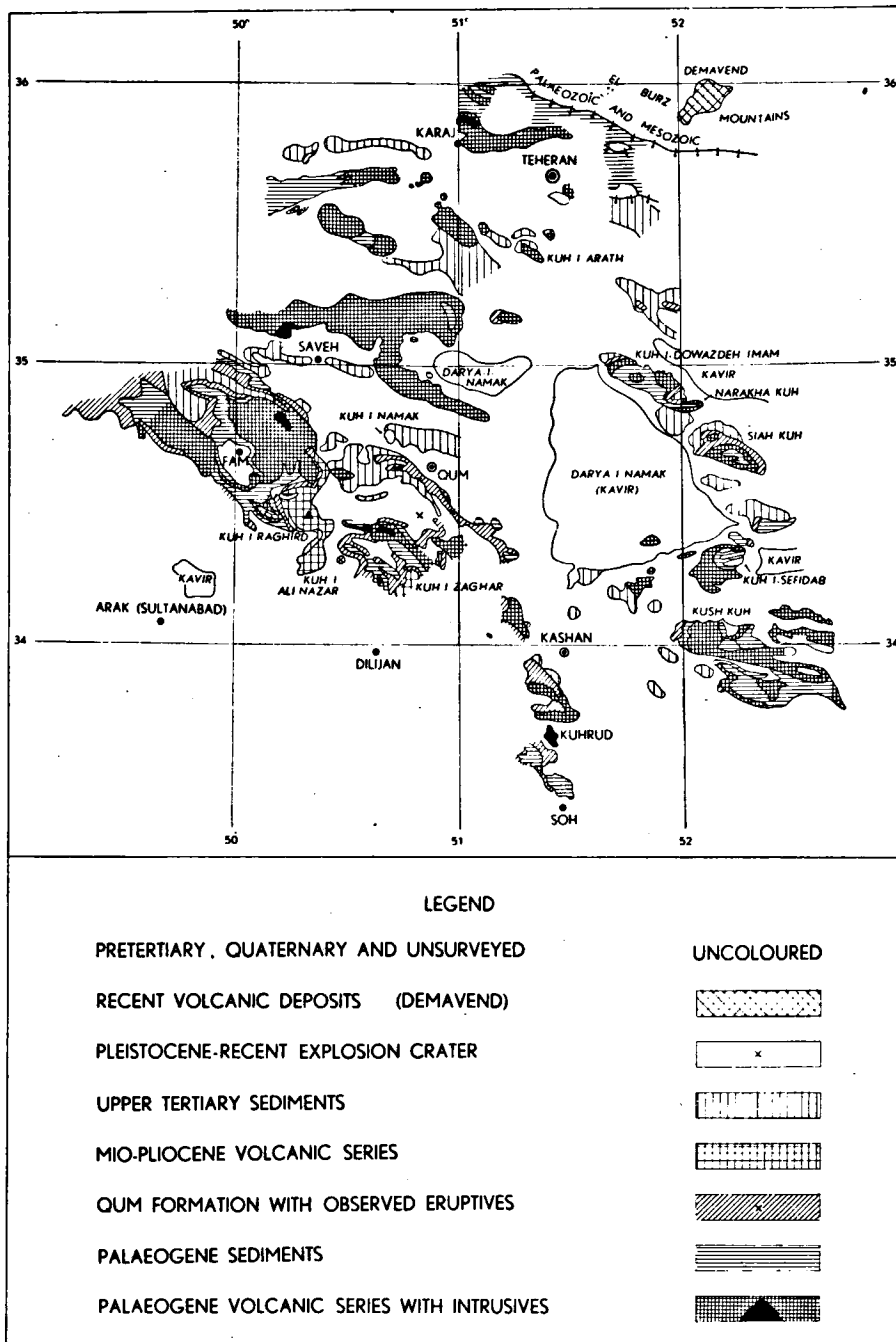 50° 51° 52
36 PALAEOZOIC AND MESOZOIC EL BURZ MOUNTAINS DEMAVEND 36
KARAJ
TEHERAN
KUH I ARATH
35 SAVEH DARYA I NAMAK KUH I DOWAZDEH IMAM 35
KAVIR
NARAKHA KUH
KUH I NAMAK
SIAH KUH
FAM QUM
DARYA I NAMAK
(KAVIR)
KUH I RAGHIRD
KAVIR KUH I ALI NAZAR KUH I ZAGHAR KAVIR
KUH I SEFIDAB
ARAK (SULTANABAD) KUSH KUH
34 34
DILIJAN KASHAN
KUHRUD
SOH
50 51 52
LEGEND
PRETERTIARY, QUATERNARY AND UNSURVEYED UNCOLOURED
RECENT VOLCANIC DEPOSITS (DEMAVEND)
PLEISTOCENE-RECENT EXPLOSION CRATER x
UPPER TERTIARY SEDIMENTS
MIO-PLIOCENE VOLCANIC SERIES
QUM FORMATION WITH OBSERVED ERUPTIVES x
PALAEOGENE SEDIMENTS
PALAEOGENE VOLCANIC SERIES WITH INTRUSIVES